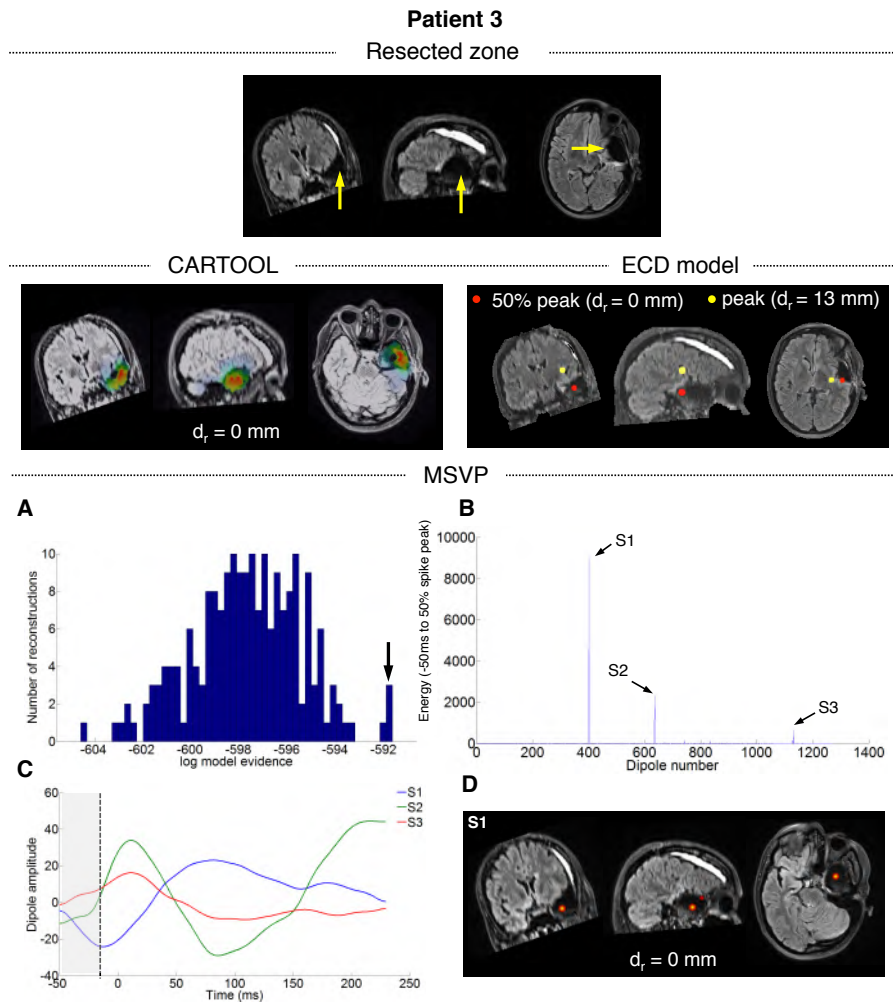 Patient 3
Resected zone
CARTOOL
ECD model
50% peak (dr = 0 mm)
peak (dr = 13 mm)
dr = 0 mm
MSVP
A
Number of reconstructions
10
8
6
4
2
0
-604
-602
-600
-598
-596
-594
-592
log model evidence
B
Energy (-50ms to 50% spike peak)
10000
8000
6000
4000
2000
0
S1
S2
S3
0
200
400
600
800
1000
1200
1400
Dipole number
C
Dipole amplitude
60
40
20
0
-20
-40
S1
S2
S3
-50
0
50
100
150
200
250
Time (ms)
D
S1
dr = 0 mm